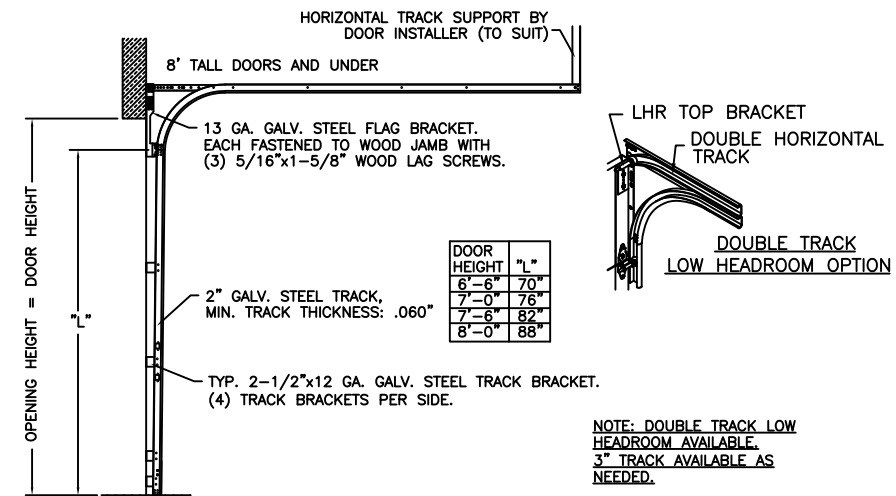 HORIZONTAL TRACK SUPPORT BY
DOOR INSTALLER (TO SUIT)
8' TALL DOORS AND UNDER
13 GA. GALV. STEEL FLAG BRACKET.
EACH FASTENED TO WOOD JAMB WITH
(3) 5/16"x1-5/8" WOOD LAG SCREWS.
OPENING HEIGHT = DOOR HEIGHT
"L"
2" GALV. STEEL TRACK,
MIN. TRACK THICKNESS: .060"
TYP. 2-1/2"x12 GA. GALV. STEEL TRACK BRACKET.
(4) TRACK BRACKETS PER SIDE.
DOOR
HEIGHT "L"
6'-6" 70"
7'-0" 76"
7'-6" 82"
8'-0" 88"
LHR TOP BRACKET
DOUBLE HORIZONTAL
TRACK
DOUBLE TRACK
LOW HEADROOM OPTION
NOTE: DOUBLE TRACK LOW
HEADROOM AVAILABLE.
3" TRACK AVAILABLE AS
NEEDED.